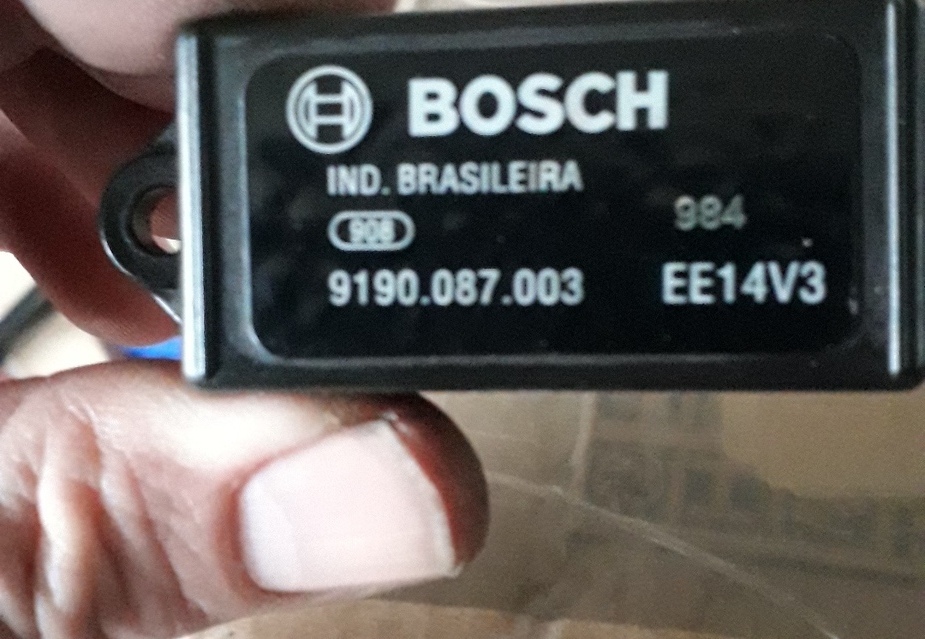 BOSCH
IND. BRASILEIRA
984
908
9190.087.003 EE14V3